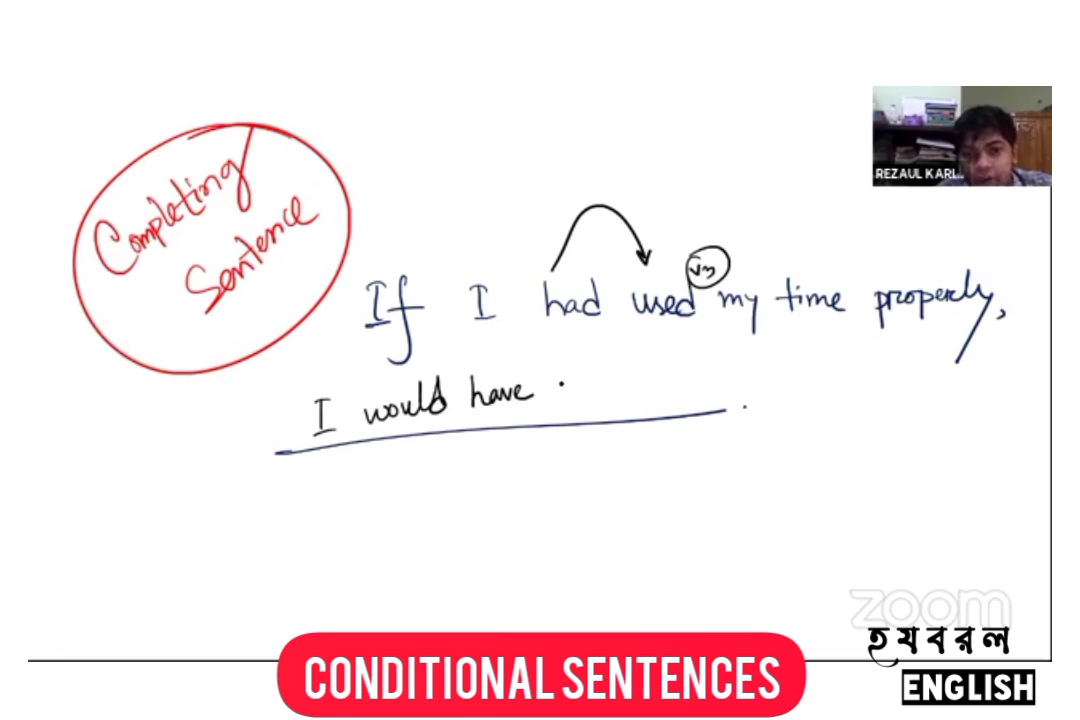 REZAUL KARI...
Completing
Sentence
If I had used v3 my time properly,
I would have .
zoom
হযবরল
ENGLISH
CONDITIONAL SENTENCES